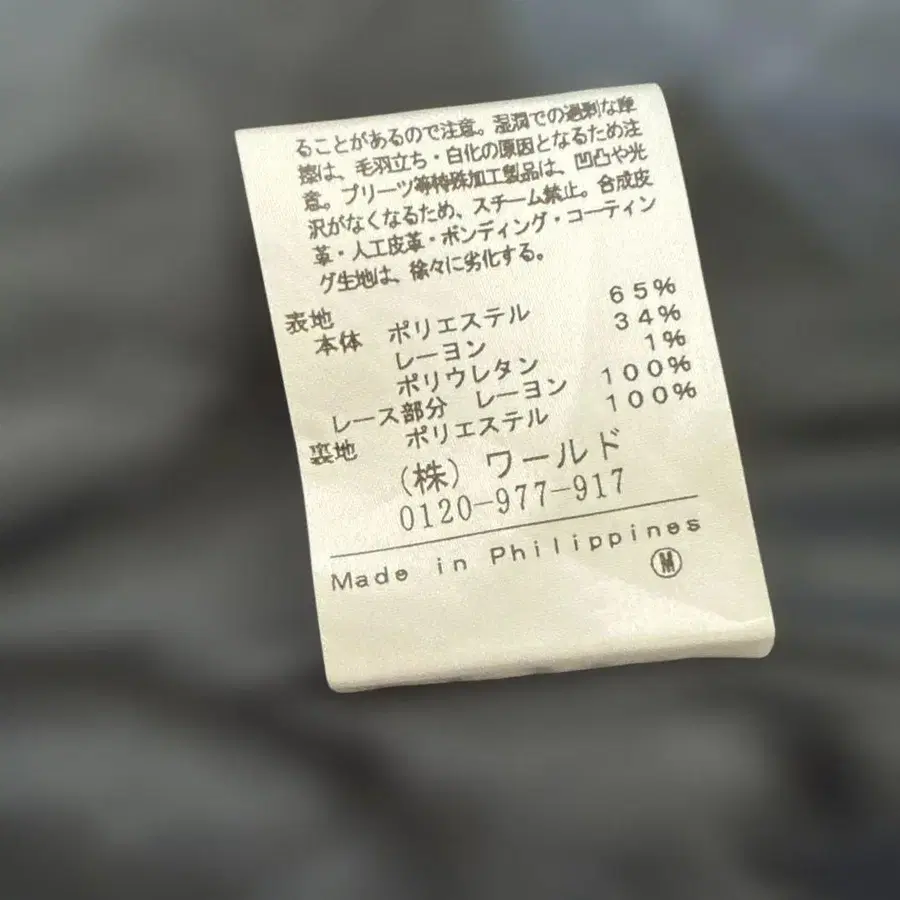 ることがあるので注意。湿潤での過剰な摩
擦は、毛羽立ち・白化の原因となるため注
意。プリーツ等特殊加工製品は、凹凸や光
沢がなくなるため、スチーム禁止。合成皮
革・人工皮革・ボンディング・コーティン
グ生地は、徐々に劣化する。
表地
本体 ポリエステル 65%
レーヨン 34%
ポリウレタン 1%
レース部分 レーヨン 100%
裏地 ポリエステル 100%
(株) ワールド
0120-977-917
Made in Philippines
Ⓜ